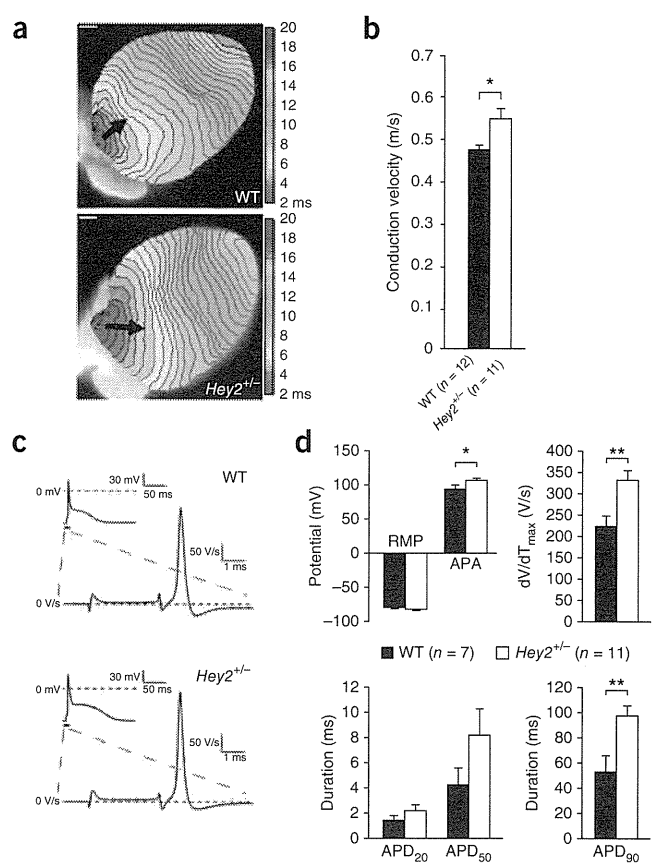 a
20
18
16
14
12
10
8
6
4
2 ms
WT
20
18
16
14
12
10
8
6
4
2 ms
Hey2+/–
b
Conduction velocity (m/s)
0.7
0.6
0.5
0.4
0.3
0.2
0.1
0
*
WT (n = 12)
Hey2+/– (n = 11)
c
WT
30 mV
50 ms
0 mV
50 V/s
1 ms
0 V/s
Hey2+/–
30 mV
50 ms
0 mV
50 V/s
1 ms
0 V/s
d
Potential (mV)
150
100
50
0
–50
–100
RMP
APA
*
dV/dTmax (V/s)
400
350
300
250
200
150
100
50
0
**
WT (n = 7)
Hey2+/– (n = 11)
Duration (ms)
12
10
8
6
4
2
0
APD20
APD50
Duration (ms)
120
100
80
60
40
20
0
**
APD90